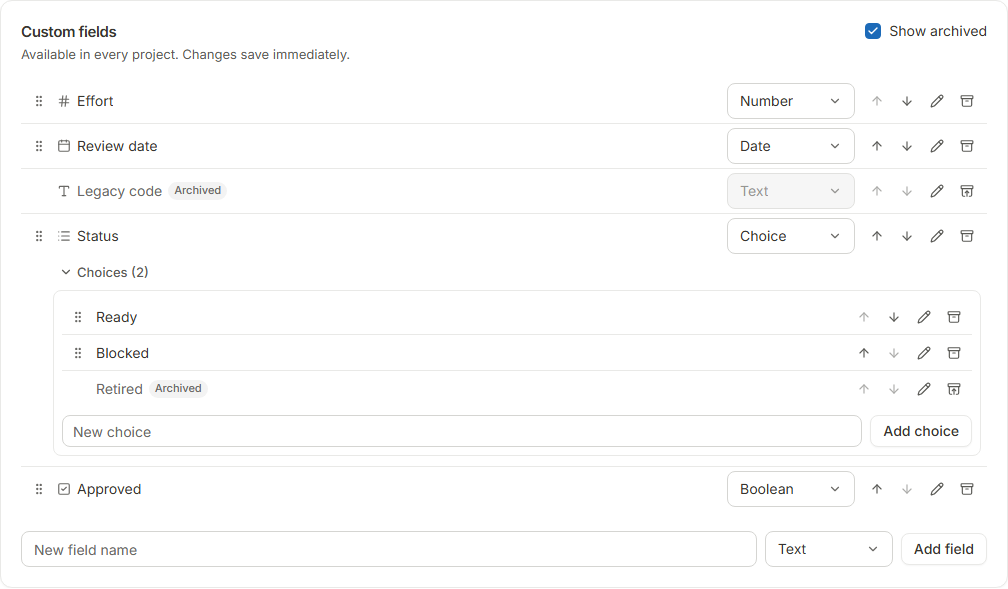 Custom fields
Show archived
Available in every project. Changes save immediately.
Effort
Number
Review date
Date
Legacy code
Archived
Text
Status
Choice
Choices (2)
Ready
Blocked
Retired
Archived
New choice
Add choice
Approved
Boolean
New field name
Text
Add field